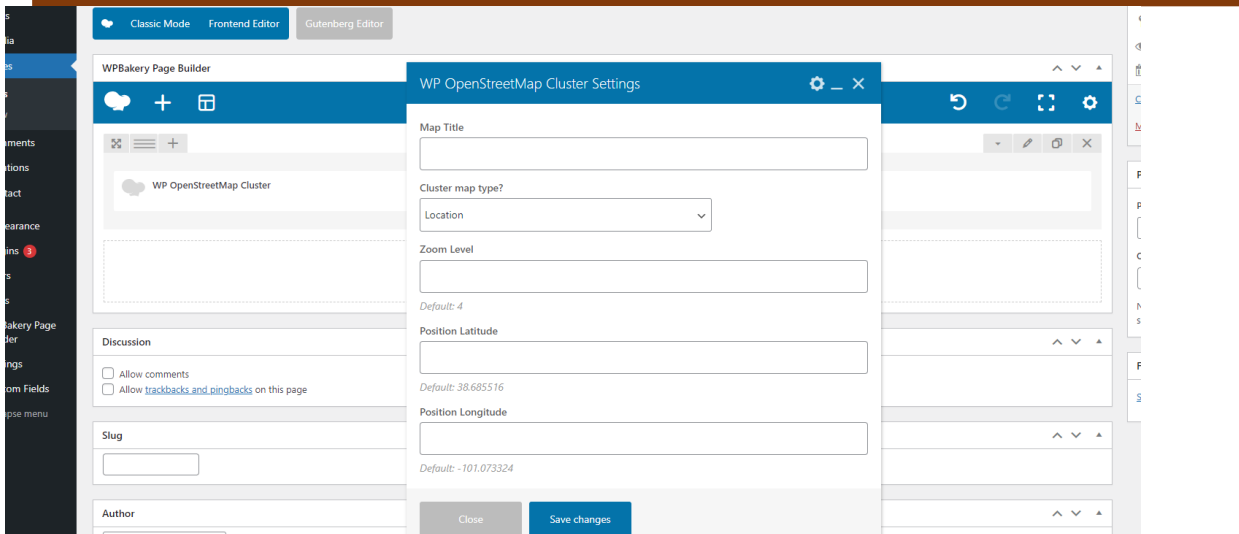 Classic Mode
Frontend Editor
Gutenberg Editor
WPBakery Page Builder
WP OpenStreetMap Cluster
WP OpenStreetMap Cluster Settings
Map Title
Cluster map type?
Location
Zoom Level
Default: 4
Position Latitude
Default: 38.685516
Position Longitude
Default: -101.073324
Close
Save changes
Discussion
Allow comments
Allow trackbacks and pingbacks on this page
Slug
Author
3